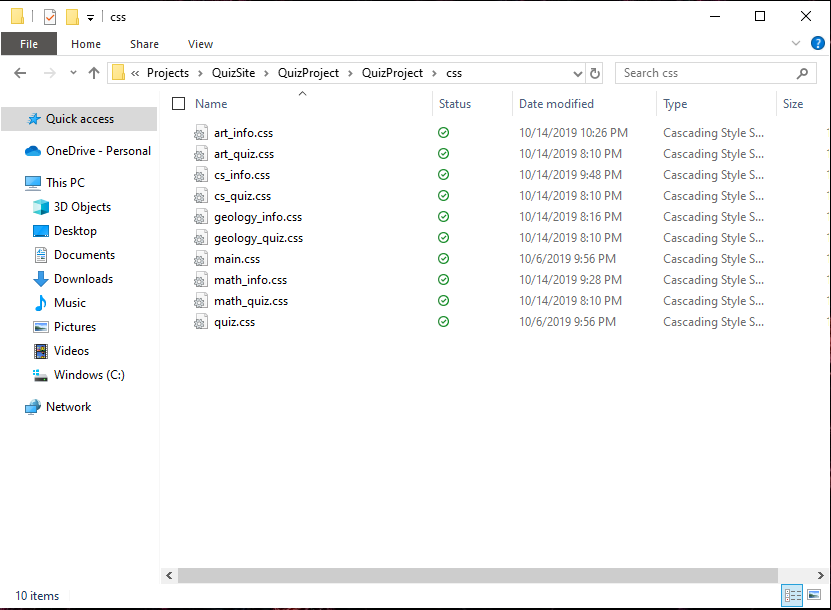 css
File Home Share View
« Projects > QuizSite > QuizProject > QuizProject > css Search css
Name Status Date modified Type Size
Quick access
OneDrive - Personal
This PC
3D Objects
Desktop
Documents
Downloads
Music
Pictures
Videos
Windows (C:)
Network
art_info.css 10/14/2019 10:26 PM Cascading Style S...
art_quiz.css 10/14/2019 8:10 PM Cascading Style S...
cs_info.css 10/14/2019 9:48 PM Cascading Style S...
cs_quiz.css 10/14/2019 8:10 PM Cascading Style S...
geology_info.css 10/14/2019 8:16 PM Cascading Style S...
geology_quiz.css 10/14/2019 8:10 PM Cascading Style S...
main.css 10/6/2019 9:56 PM Cascading Style S...
math_info.css 10/14/2019 9:28 PM Cascading Style S...
math_quiz.css 10/14/2019 8:10 PM Cascading Style S...
quiz.css 10/6/2019 9:56 PM Cascading Style S...
10 items